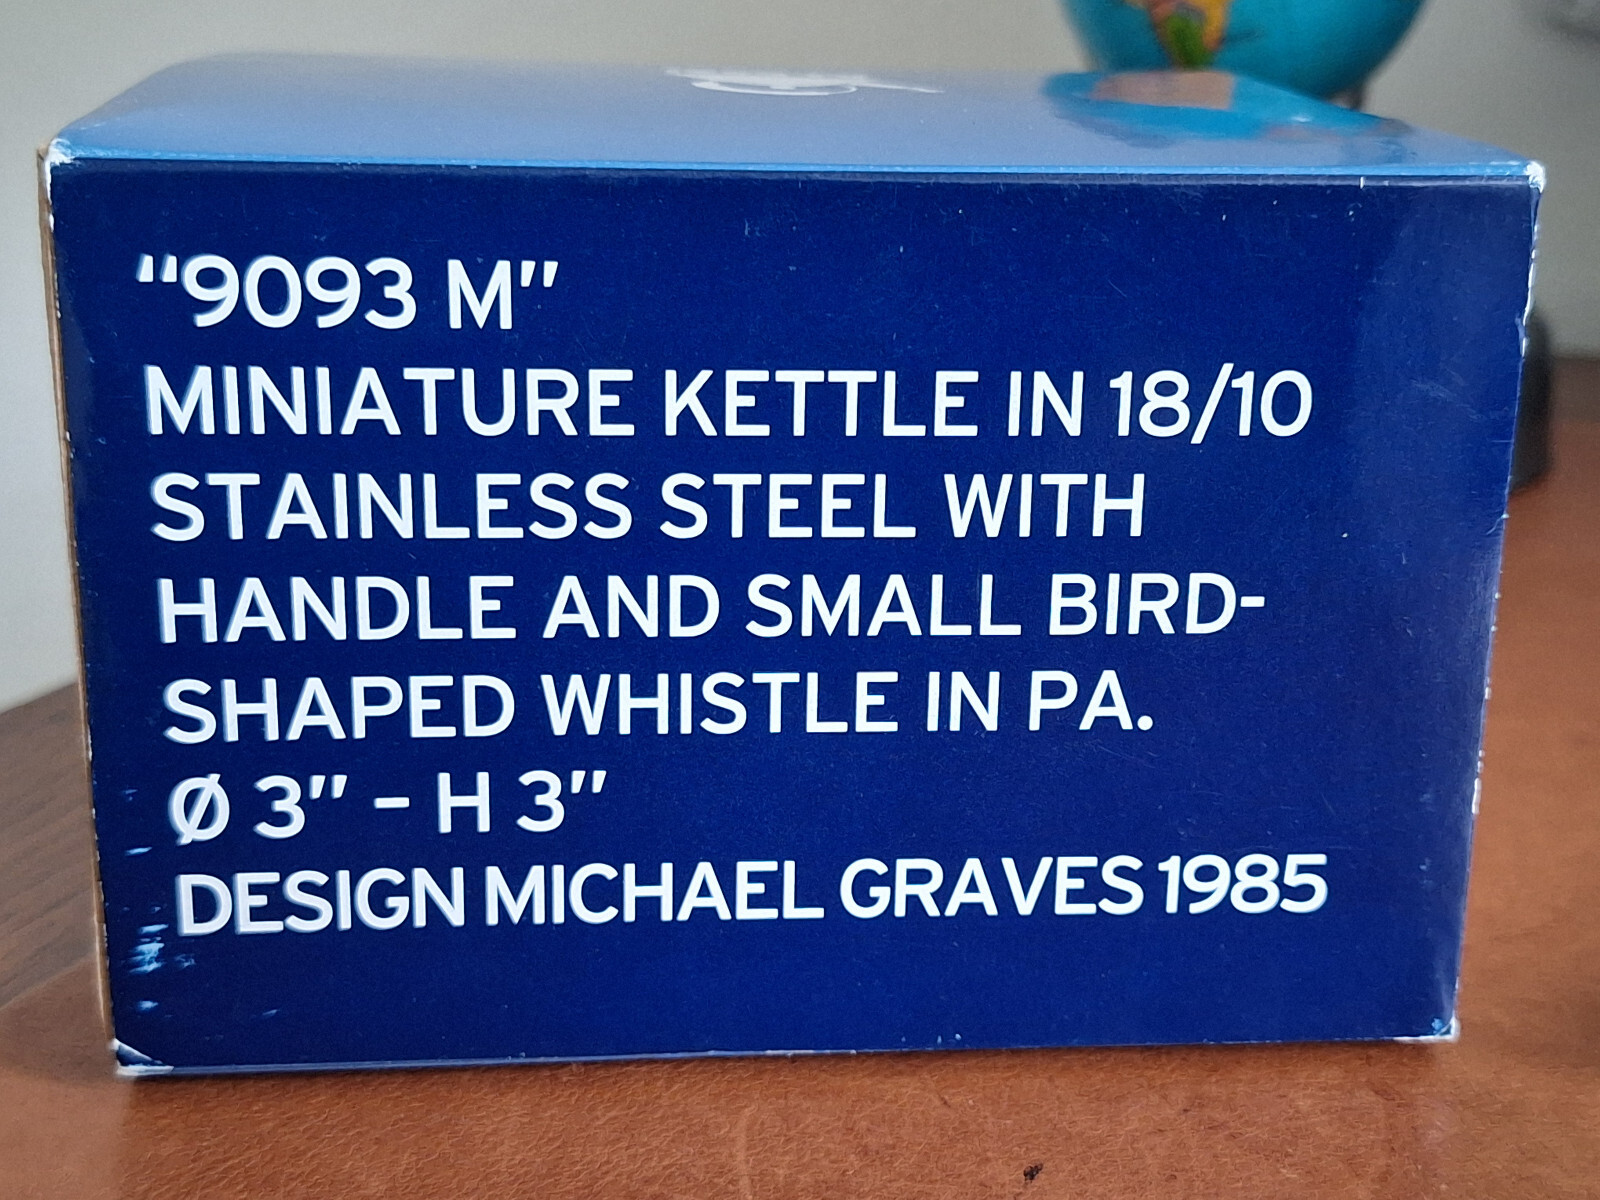 “9093 M”
MINIATURE KETTLE IN 18/10
STAINLESS STEEL WITH
HANDLE AND SMALL BIRD-
SHAPED WHISTLE IN PA.
Ø 3” - H 3”
DESIGN MICHAEL GRAVES 1985